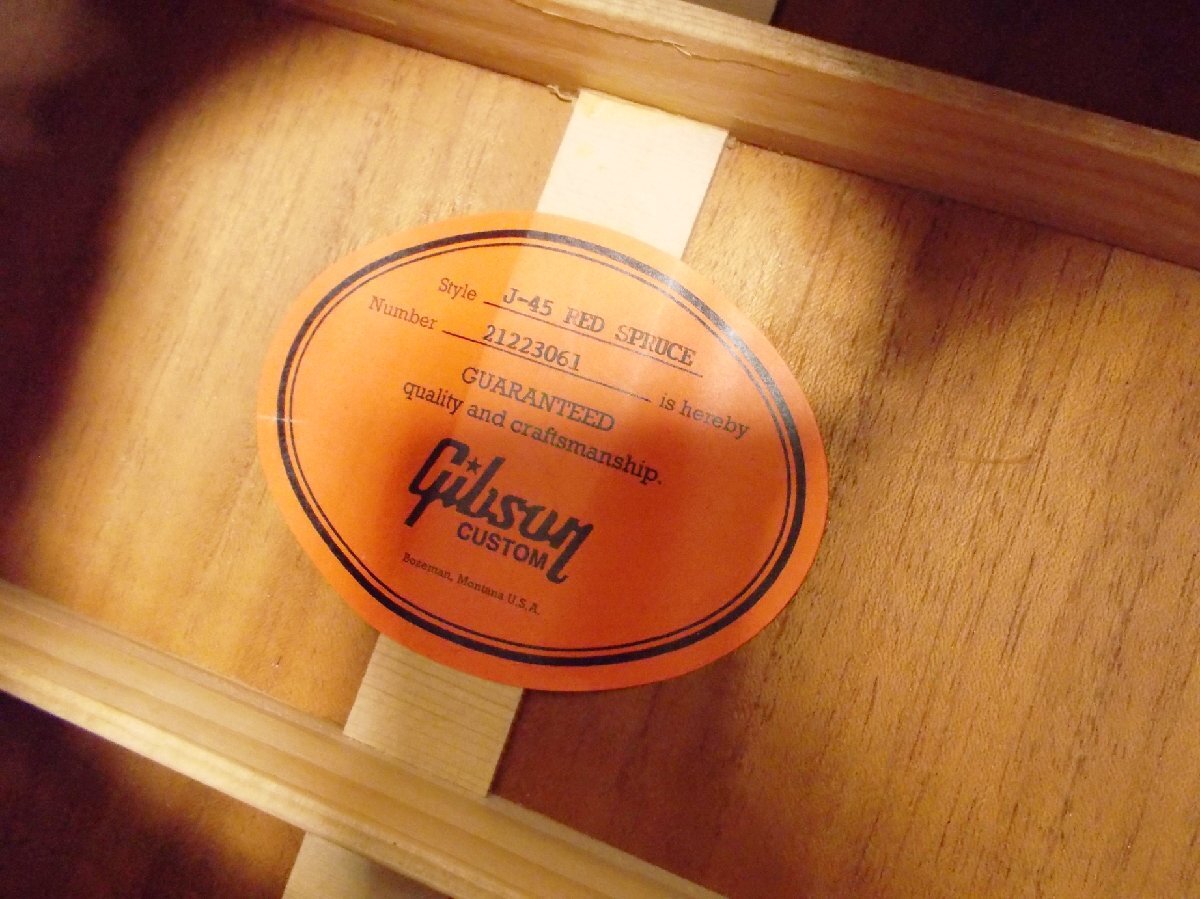 Style J-45 RED SPRUCE
Number 21223061 is hereby
GUARANTEED
quality and craftsmanship.
Gibson
CUSTOM
Bozeman, Montana U.S.A.